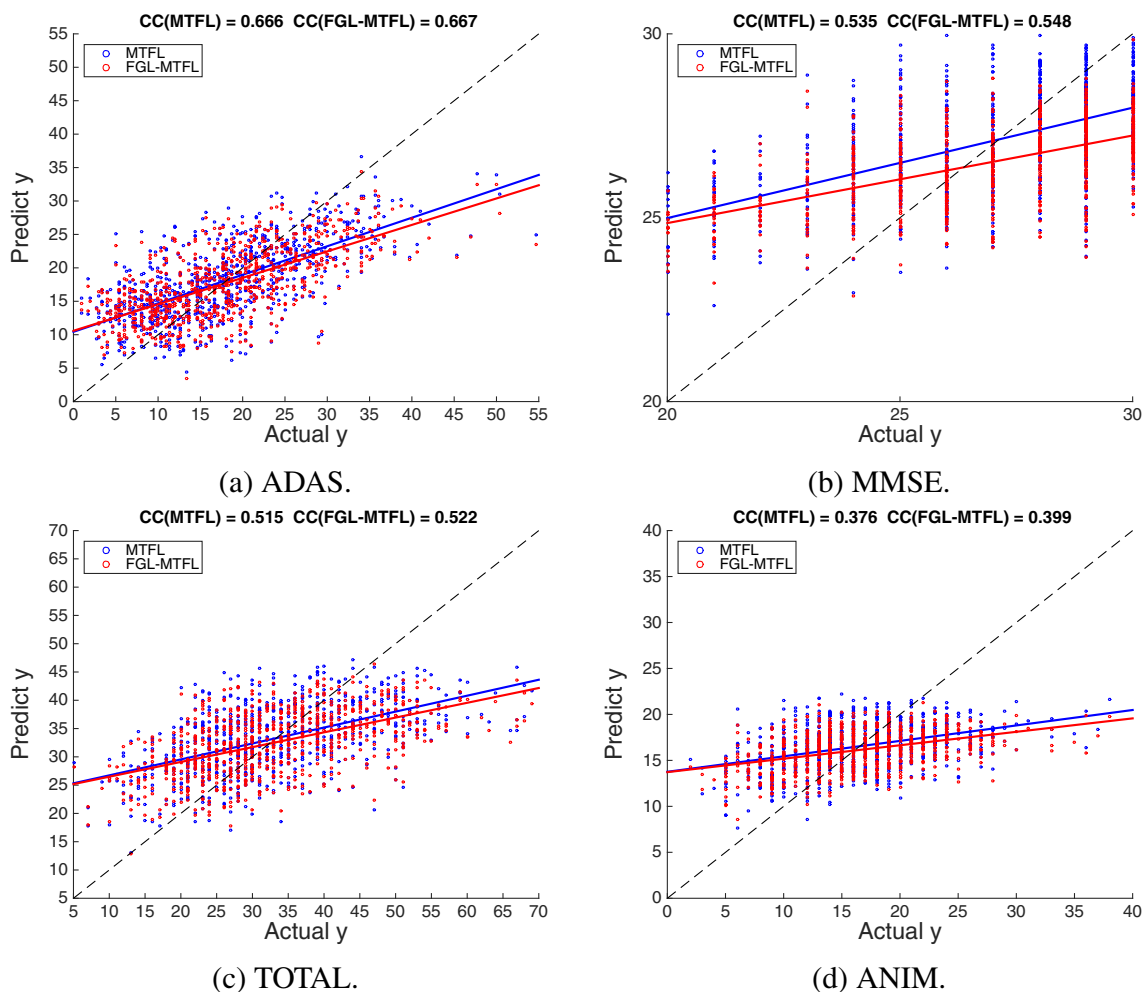 CC(MTFL) = 0.666 CC(FGL-MTFL) = 0.667
MTFL
FGL-MTFL
Predict y
55
50
45
40
35
30
25
20
15
10
5
0
0 5 10 15 20 25 30 35 40 45 50 55
Actual y
(a) ADAS.
CC(MTFL) = 0.535 CC(FGL-MTFL) = 0.548
MTFL
FGL-MTFL
Predict y
30
25
20
20 25 30
Actual y
(b) MMSE.
CC(MTFL) = 0.515 CC(FGL-MTFL) = 0.522
MTFL
FGL-MTFL
Predict y
70
65
60
55
50
45
40
35
30
25
20
15
10
5
5 10 15 20 25 30 35 40 45 50 55 60 65 70
Actual y
(c) TOTAL.
CC(MTFL) = 0.376 CC(FGL-MTFL) = 0.399
MTFL
FGL-MTFL
Predict y
40
35
30
25
20
15
10
5
0
0 5 10 15 20 25 30 35 40
Actual y
(d) ANIM.